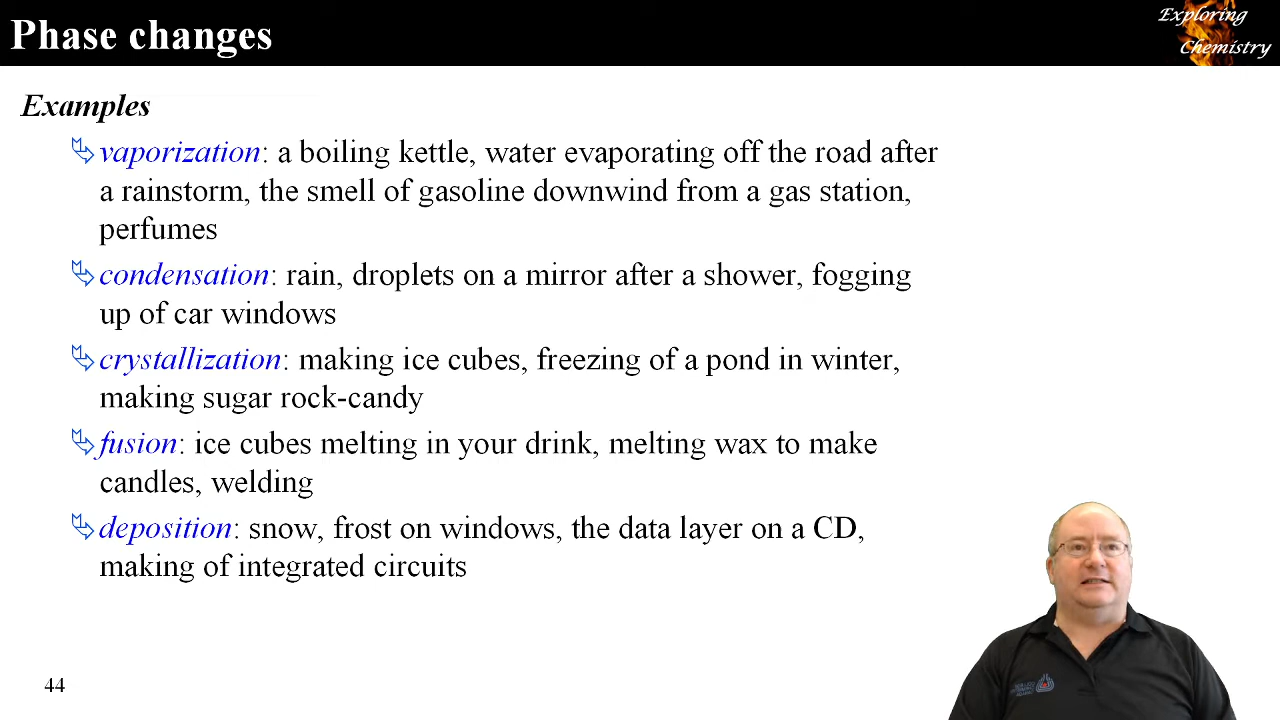 Phase changes
Exploring
Chemistry
Examples
vaporization: a boiling kettle, water evaporating off the road after
a rainstorm, the smell of gasoline downwind from a gas station,
perfumes
condensation: rain, droplets on a mirror after a shower, fogging
up of car windows
crystallization: making ice cubes, freezing of a pond in winter,
making sugar rock-candy
fusion: ice cubes melting in your drink, melting wax to make
candles, welding
deposition: snow, frost on windows, the data layer on a CD,
making of integrated circuits
44